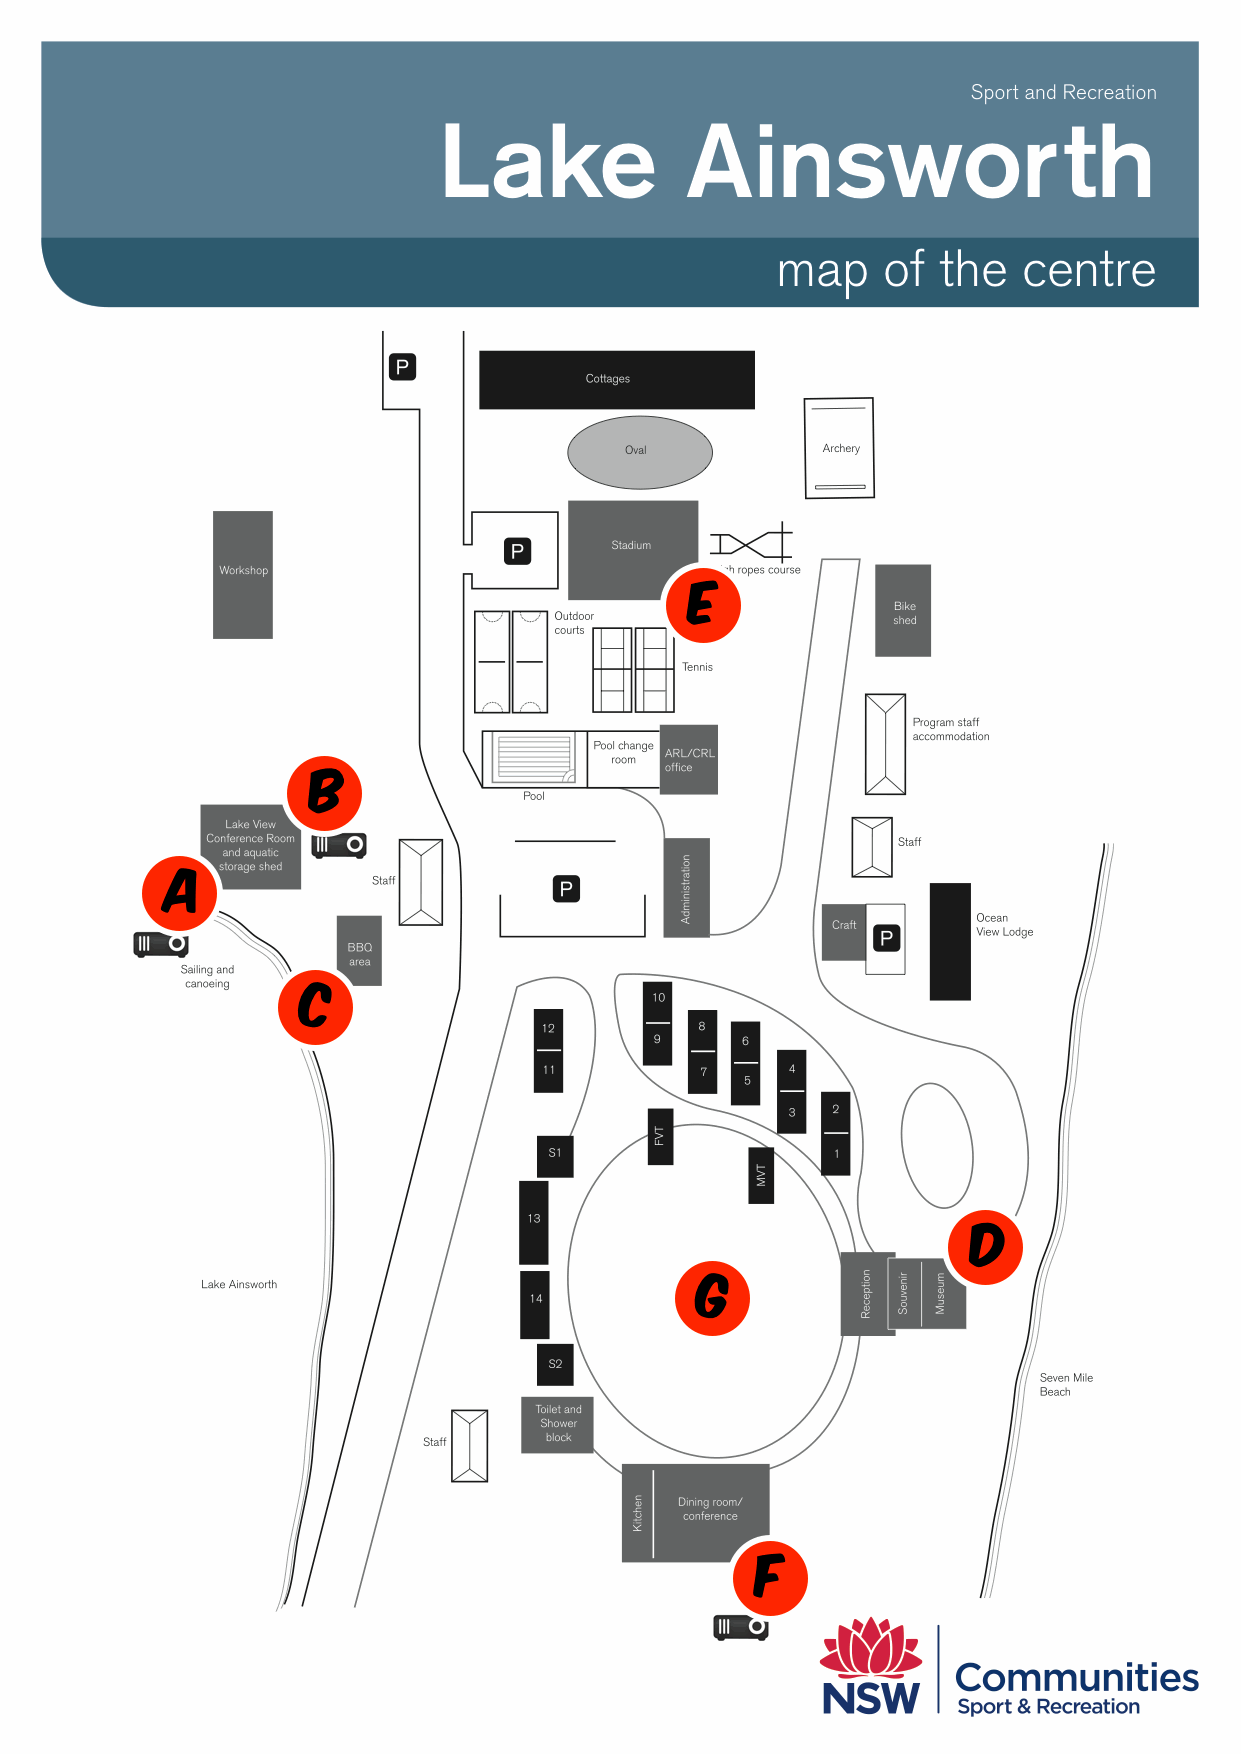 Sport and Recreation
Lake Ainsworth
map of the centre
P
Cottages
Oval
Archery
Workshop
P
Stadium
ropes course
E
Outdoor
courts
Tennis
Bike
shed
Program staff
accommodation
Pool change
room
ARL/CRL
office
Pool
B
Lake View
Conference Room
and aquatic
storage shed
A
Staff
P
Administration
Staff
Craft
P
Ocean
View Lodge
BBQ
area
Sailing and
canoeing
C
10
9
8
7
6
5
4
3
2
1
12
11
FVT
MVT
S1
13
14
S2
G
D
Reception
Souvenir
Museum
Lake Ainsworth
Seven Mile
Beach
Toilet and
Shower
block
Staff
Kitchen
Dining room/
conference
F
NSW
Communities
Sport & Recreation